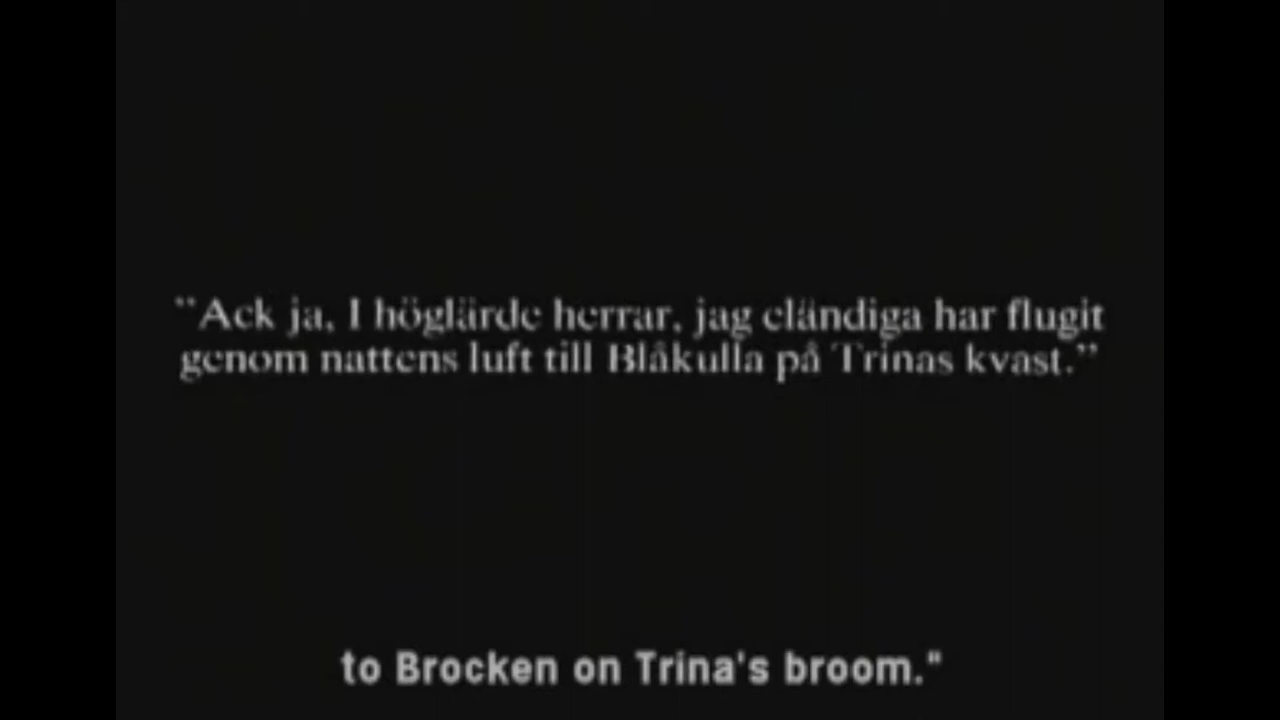 ”Ack ja, I höglärde herrar, jag eländiga har flugit
genom nattens luft till Blåkulla på Trinas kvast.”
to Brocken on Trina's broom."